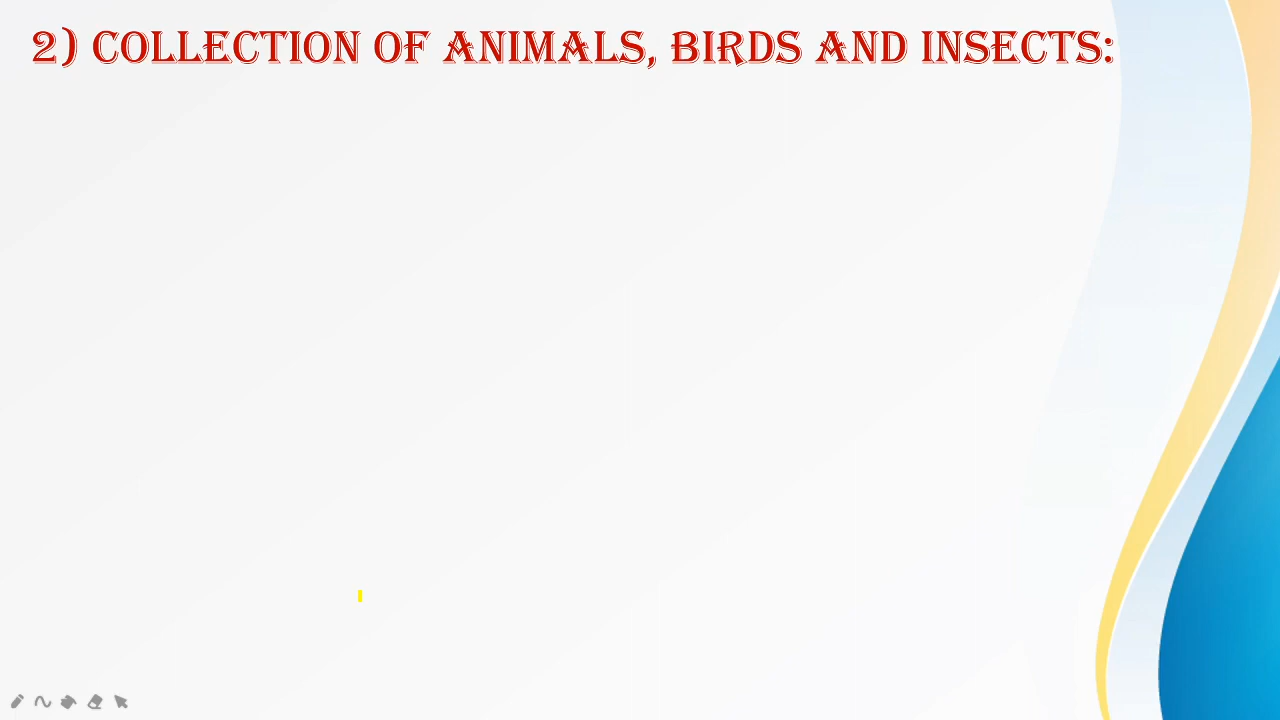 2) COLLECTION OF ANIMALS, BIRDS AND INSECTS: